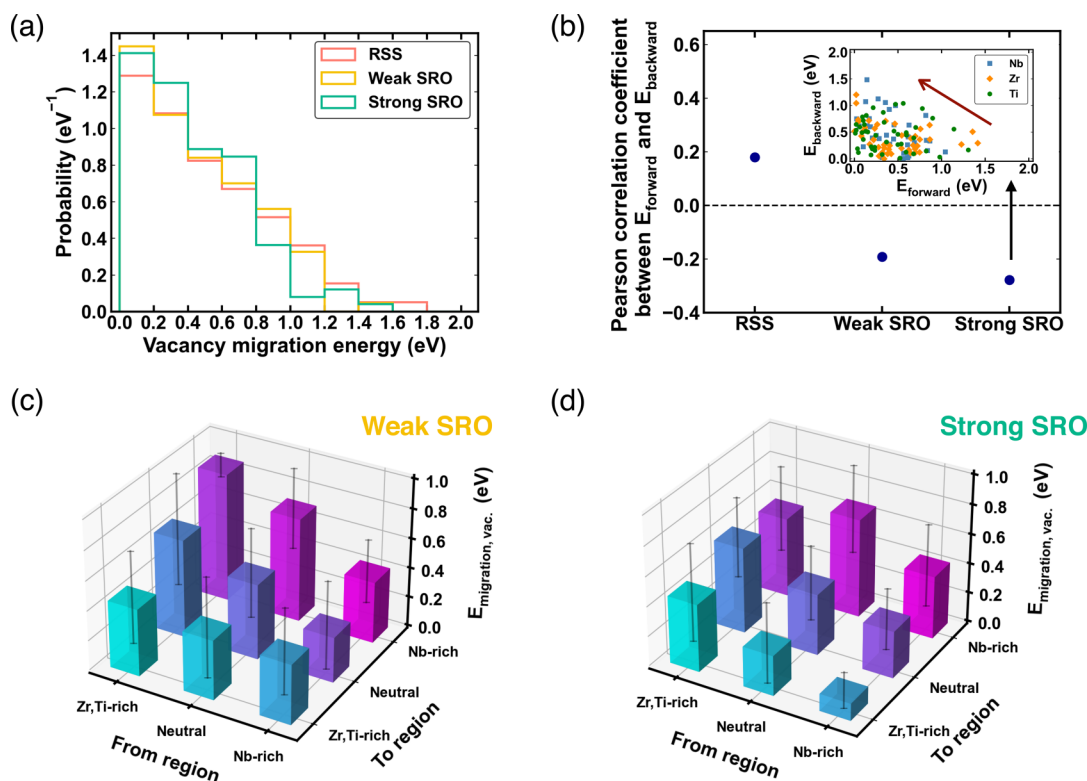 (a)
Probability (eV⁻¹)
1.4
1.2
1.0
0.8
0.6
0.4
0.2
0.0
RSS
Weak SRO
Strong SRO
0.0 0.2 0.4 0.6 0.8 1.0 1.2 1.4 1.6 1.8 2.0
Vacancy migration energy (eV)
(b)
Pearson correlation coefficient
between E_forward and E_backward
0.6
0.4
0.2
0.0
−0.2
−0.4
RSS Weak SRO Strong SRO
E_backward (eV)
2.0
1.5
1.0
0.5
0.0
Nb
Zr
Ti
0.0 0.5 1.0 1.5 2.0
E_forward (eV)
(c)
Weak SRO
1.0
0.8
0.6
0.4
0.2
0.0
E_migration, vac. (eV)
Zr,Ti-rich
Neutral
Nb-rich
From region
Nb-rich
Neutral
Zr,Ti-rich
To region
(d)
Strong SRO
1.0
0.8
0.6
0.4
0.2
0.0
E_migration, vac. (eV)
Zr,Ti-rich
Neutral
Nb-rich
From region
Nb-rich
Neutral
Zr,Ti-rich
To region